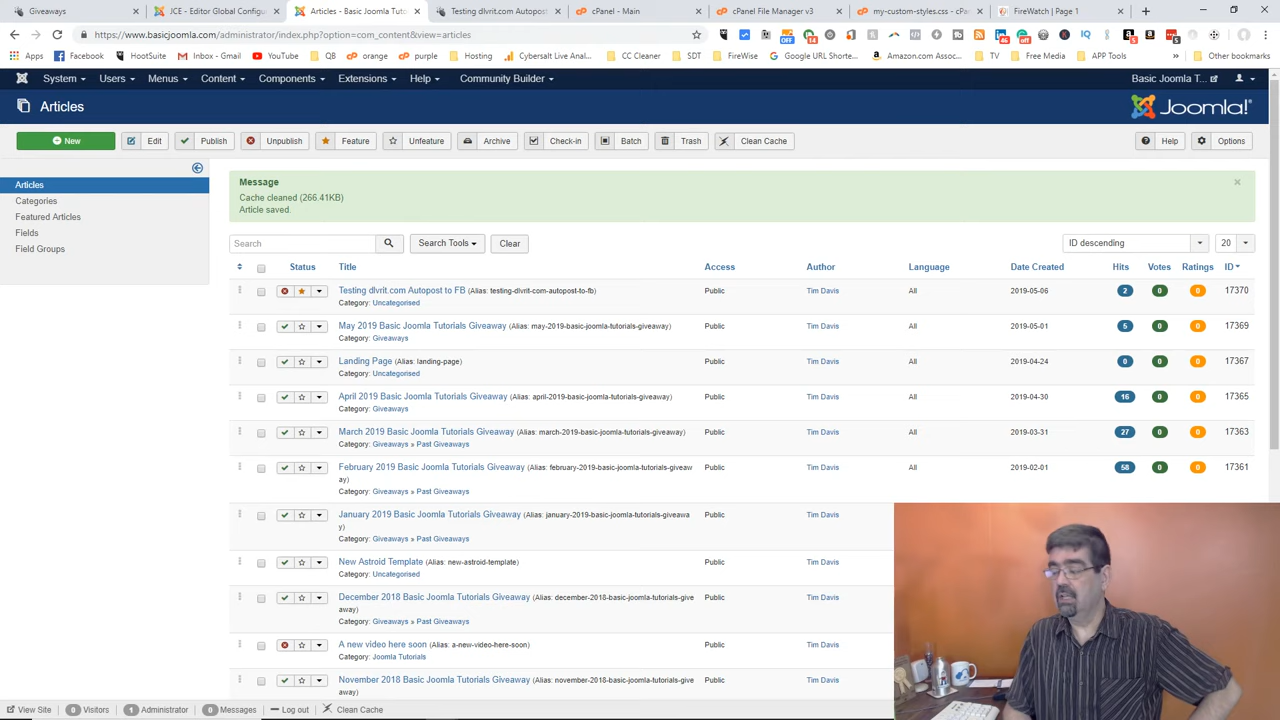 Giveaways
JCE - Editor Global Configu
Articles - Basic Joomla Tutor
Testing dlvrit.com Autopost
cPanel - Main
cPanel File Manager v3
my-custom-styles.css - cPa
FireWatch | Page 1
https://www.basicjoomla.com/administrator/index.php?option=com_content&view=articles
Apps HootSuite Inbox - Gmail YouTube QB orange purple Hosting Cybersalt Live Anal... CC Cleaner SDT FireWise Google URL Shorte... Amazon.com Assoc... TV Free Media APP Tools Other bookmarks
System Users Menus Content Components Extensions Help Community Builder Basic Joomla T...
Articles Joomla!
New Edit Publish Unpublish Feature Unfeature Archive Check-in Batch Trash Clean Cache Help Options
Articles
Categories
Featured Articles
Fields
Field Groups
Message
Cache cleaned (266.41KB)
Article saved.
Search Search Tools Clear ID descending 20
Status Title Access Author Language Date Created Hits Votes Ratings ID
Testing dlvrit.com Autopost to FB (Alias: testing-dlvrit-com-autopost-to-fb) Public Tim Davis All 2019-05-06 2 0 0 17370
Category: Uncategorised
May 2019 Basic Joomla Tutorials Giveaway (Alias: may-2019-basic-joomla-tutorials-giveaway) Public Tim Davis All 2019-05-01 5 0 0 17369
Category: Giveaways
Landing Page (Alias: landing-page) Public Tim Davis All 2019-04-24 0 0 0 17367
Category: Uncategorised
April 2019 Basic Joomla Tutorials Giveaway (Alias: april-2019-basic-joomla-tutorials-giveaway) Public Tim Davis All 2019-04-30 16 0 0 17365
Category: Giveaways
March 2019 Basic Joomla Tutorials Giveaway (Alias: march-2019-basic-joomla-tutorials-giveaway) Public Tim Davis All 2019-03-31 27 0 0 17363
Category: Giveaways » Past Giveaways
February 2019 Basic Joomla Tutorials Giveaway (Alias: february-2019-basic-joomla-tutorials-giveaw Public Tim Davis All 2019-02-01 58 0 0 17361
ay)
Category: Giveaways » Past Giveaways
January 2019 Basic Joomla Tutorials Giveaway (Alias: january-2019-basic-joomla-tutorials-giveawa Public Tim Davis
y)
Category: Giveaways » Past Giveaways
New Astroid Template (Alias: new-astroid-template) Public Tim Davis
Category: Uncategorised
December 2018 Basic Joomla Tutorials Giveaway (Alias: december-2018-basic-joomla-tutorials-give Public Tim Davis
away)
Category: Giveaways » Past Giveaways
A new video here soon (Alias: a-new-video-here-soon) Public Tim Davis
Category: Joomla Tutorials
November 2018 Basic Joomla Tutorials Giveaway (Alias: november-2018-basic-joomla-tutorials-give Public Tim Davis
away)
View Site 0 Visitors 1 Administrator 0 Messages Log out Clean Cache